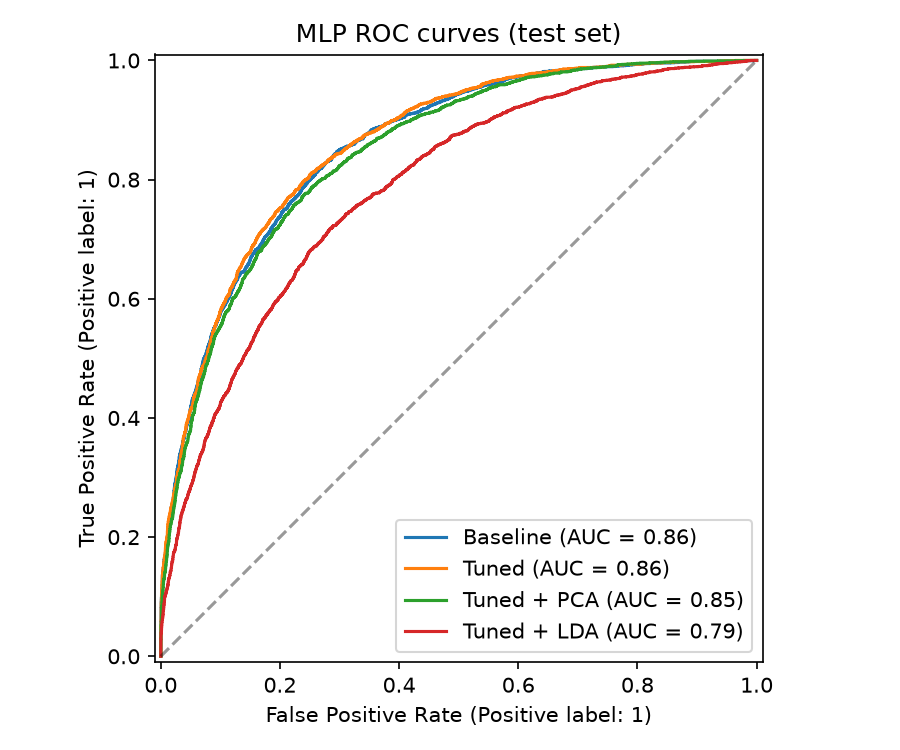 MLP ROC curves (test set)
True Positive Rate (Positive label: 1)
1.0
0.8
0.6
0.4
0.2
0.0
Baseline (AUC = 0.86)
Tuned (AUC = 0.86)
Tuned + PCA (AUC = 0.85)
Tuned + LDA (AUC = 0.79)
0.0 0.2 0.4 0.6 0.8 1.0
False Positive Rate (Positive label: 1)